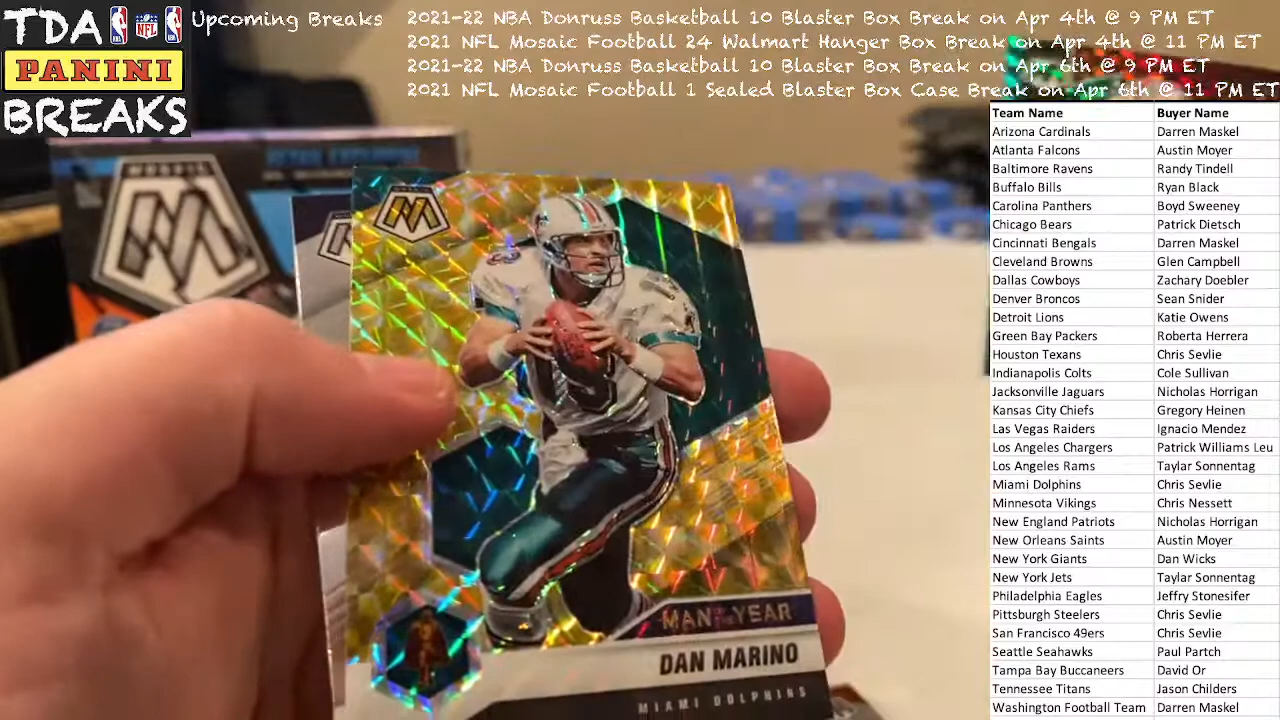 TDA
PANINI
BREAKS
Upcoming Breaks
2021-22 NBA Donruss Basketball 10 Blaster Box Break on Apr 4th @ 9 PM ET
2021 NFL Mosaic Football 24 Walmart Hanger Box Break on Apr 4th @ 11 PM ET
2021-22 NBA Donruss Basketball 10 Blaster Box Break on Apr 6th @ 9 PM ET
2021 NFL Mosaic Football 1 Sealed Blaster Box Case Break on Apr 6th @ 11 PM ET
Team Name Buyer Name
Arizona Cardinals Darren Maskel
Atlanta Falcons Austin Moyer
Baltimore Ravens Randy Tindell
Buffalo Bills Ryan Black
Carolina Panthers Boyd Sweeney
Chicago Bears Patrick Dietsch
Cincinnati Bengals Darren Maskel
Cleveland Browns Glen Campbell
Dallas Cowboys Zachary Doebler
Denver Broncos Sean Snider
Detroit Lions Katie Owens
Green Bay Packers Roberta Herrera
Houston Texans Chris Sevlie
Indianapolis Colts Cole Sullivan
Jacksonville Jaguars Nicholas Horrigan
Kansas City Chiefs Gregory Heinen
Las Vegas Raiders Ignacio Mendez
Los Angeles Chargers Patrick Williams Leu
Los Angeles Rams Taylar Sonnentag
Miami Dolphins Chris Sevlie
Minnesota Vikings Chris Nessett
New England Patriots Nicholas Horrigan
New Orleans Saints Austin Moyer
New York Giants Dan Wicks
New York Jets Taylar Sonnentag
Philadelphia Eagles Jeffry Stonesifer
Pittsburgh Steelers Chris Sevlie
San Francisco 49ers Chris Sevlie
Seattle Seahawks Paul Partch
Tampa Bay Buccaneers David Or
Tennessee Titans Jason Childers
Washington Football Team Darren Maskel
MOSAIC
MAN OF THE YEAR
DAN MARINO
MIAMI DOLPHINS